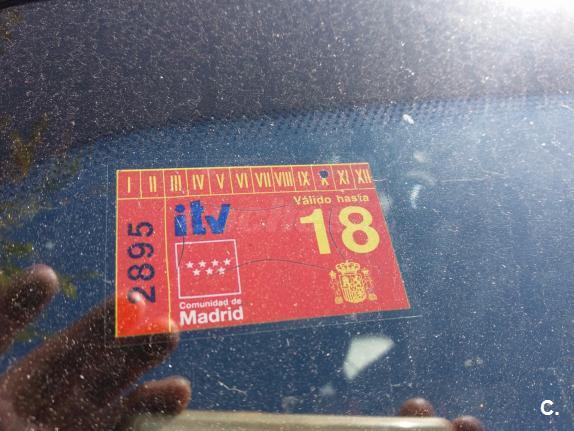 I II III IV V VI VII VIII IX X XI XII
itv
Válido hasta
18
2895
Comunidad de
Madrid
C.